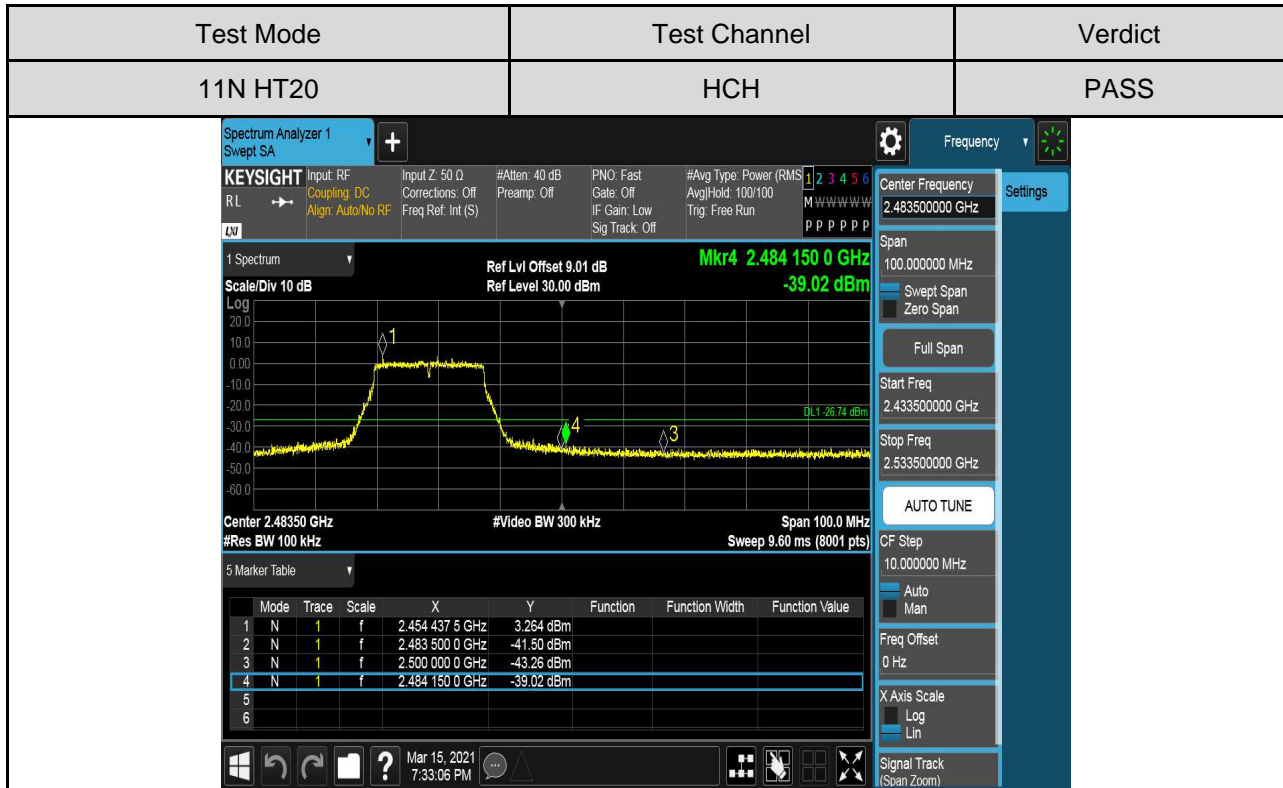 Test Mode Test Channel Verdict
11N HT20 HCH PASS
Spectrum Analyzer 1
Swept SA
+
Frequency
KEYSIGHT Input: RF Input Z: 50 Ω #Atten: 40 dB PNO: Fast #Avg Type: Power (RMS 1 2 3 4 5 6
RL Coupling: DC Corrections: Off Preamp: Off Gate: Off Avg|Hold: 100/100 M W W W W W
Align: Auto/No RF Freq Ref: Int (S) IF Gain: Low Trig: Free Run
LXI Sig Track: Off P P P P P P
1 Spectrum
Ref Lvl Offset 9.01 dB Mkr4 2.484 150 0 GHz
Scale/Div 10 dB Ref Level 30.00 dBm -39.02 dBm
Log
20.0
10.0
0.00
-10.0
-20.0
-30.0
-40.0
-50.0
-60.0
1
DL1 -26.74 dBm
4
3
Center 2.48350 GHz #Video BW 300 kHz Span 100.0 MHz
#Res BW 100 kHz Sweep 9.60 ms (8001 pts)
5 Marker Table
Mode Trace Scale X Y Function Function Width Function Value
1 N 1 f 2.454 437 5 GHz 3.264 dBm
2 N 1 f 2.483 500 0 GHz -41.50 dBm
3 N 1 f 2.500 000 0 GHz -43.26 dBm
4 N 1 f 2.484 150 0 GHz -39.02 dBm
5
6
?
Mar 15, 2021
7:33:06 PM
Center Frequency
2.483500000 GHz
Settings
Span
100.000000 MHz
Swept Span
Zero Span
Full Span
Start Freq
2.433500000 GHz
Stop Freq
2.533500000 GHz
AUTO TUNE
CF Step
10.000000 MHz
Auto
Man
Freq Offset
0 Hz
X Axis Scale
Log
Lin
Signal Track
(Span Zoom)